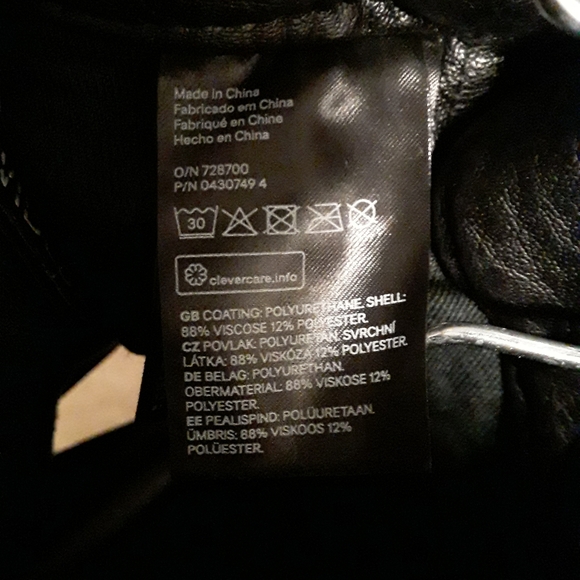 Made in China
Fabricado em China
Fabriqué en Chine
Hecho en China
O/N 728700
P/N 0430749 4
30
clevercare.info
GB COATING: POLYURETHANE. SHELL:
88% VISCOSE 12% POLYESTER.
CZ POVLAK: POLYURETAN. SVRCHNÍ
LÁTKA: 88% VISKÓZA 12% POLYESTER.
DE BELAG: POLYURETHAN.
OBERMATERIAL: 88% VISKOSE 12%
POLYESTER.
EE PEALISPIND: POLÜURETAAN.
ÜMBRIS: 88% VISKOOS 12%
POLÜESTER.